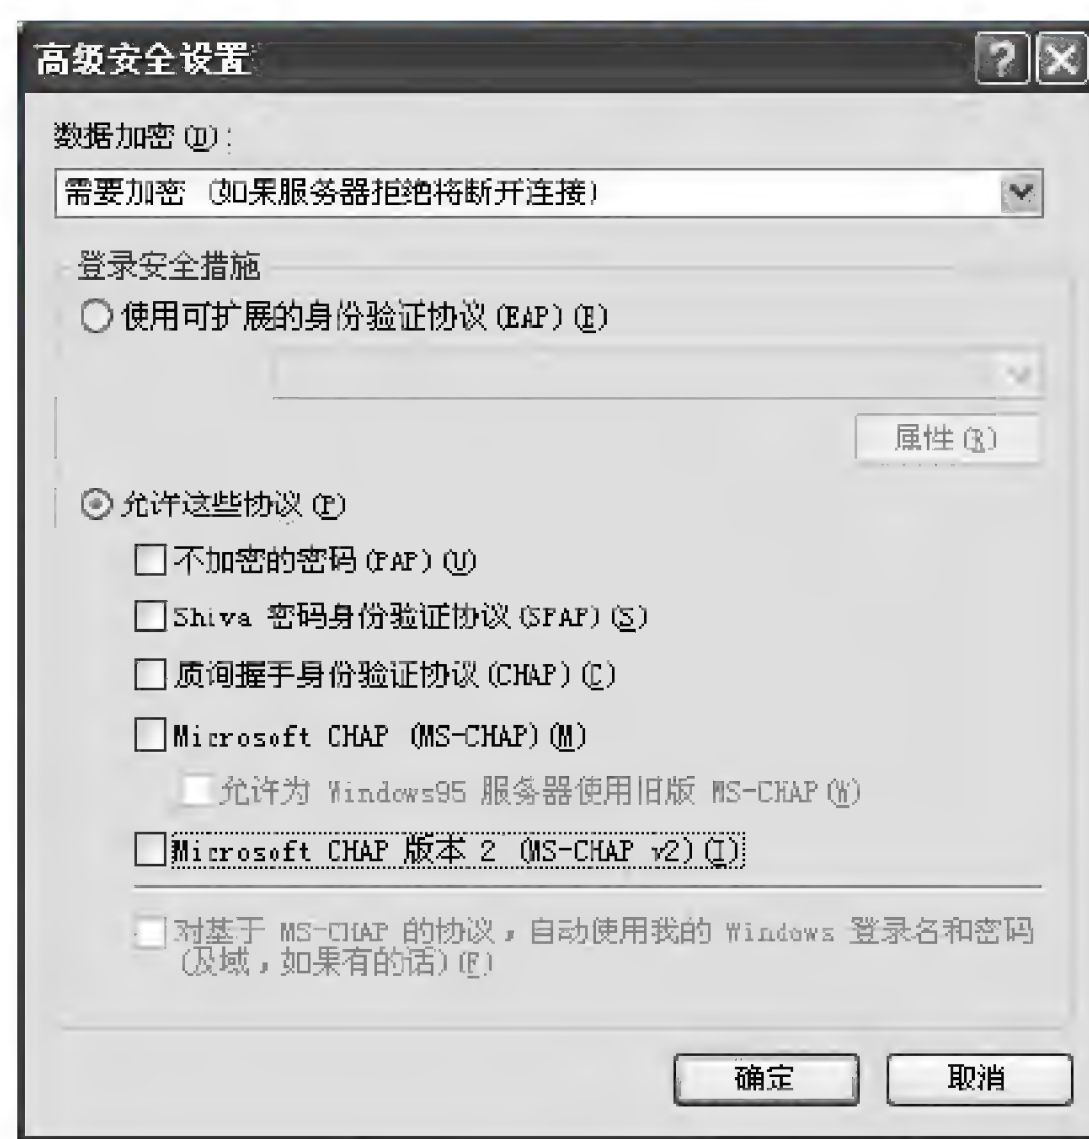 高级安全设置
数据加密(D):
需要加密 (如果服务器拒绝将断开连接)
登录安全措施
使用可扩展的身份验证协议(EAP)(E)
属性(R)
允许这些协议(P)
不加密的密码(PAP)(U)
Shiva 密码身份验证协议(SPAP)(S)
质询握手身份验证协议(CHAP)(C)
Microsoft CHAP (MS-CHAP)(M)
允许为 Windows95 服务器使用旧版 MS-CHAP(W)
Microsoft CHAP 版本 2 (MS-CHAP v2)(I)
对基于 MS-CHAP 的协议，自动使用我的 Windows 登录名和密码
(及域，如果有的话)(F)
确定
取消